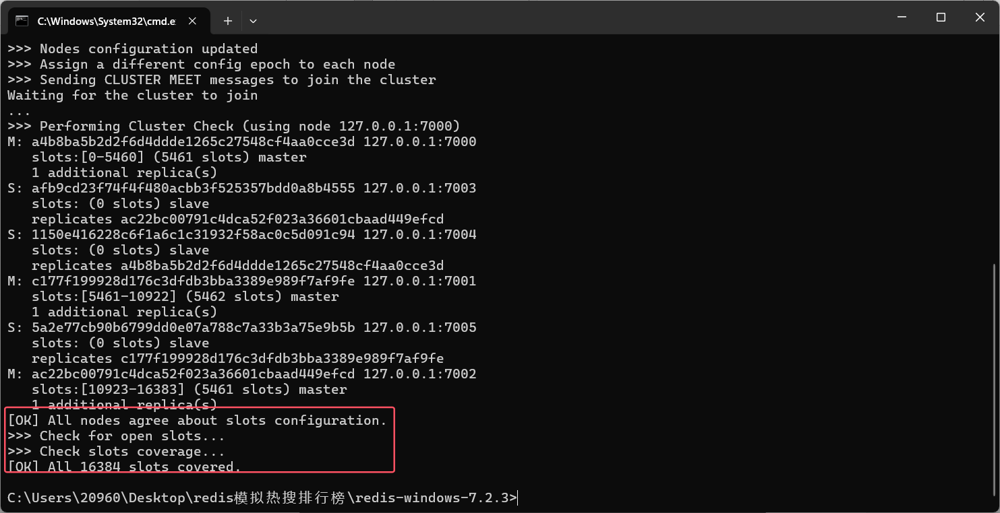 C:\Windows\System32\cmd.e
>>> Nodes configuration updated
>>> Assign a different config epoch to each node
>>> Sending CLUSTER MEET messages to join the cluster
Waiting for the cluster to join
...
>>> Performing Cluster Check (using node 127.0.0.1:7000)
M: a4b8ba5b2d2f6d4ddde1265c27548cf4aa0cce3d 127.0.0.1:7000
   slots:[0-5460] (5461 slots) master
   1 additional replica(s)
S: afb9cd23f74f4f480acbb3f525357bdd0a8b4555 127.0.0.1:7003
   slots: (0 slots) slave
   replicates ac22bc00791c4dca52f023a36601cbaad449efcd
S: 1150e416228c6f1a6c1c31932f58ac0c5d091c94 127.0.0.1:7004
   slots: (0 slots) slave
   replicates a4b8ba5b2d2f6d4ddde1265c27548cf4aa0cce3d
M: c177f199928d176c3dfdb3bba3389e989f7af9fe 127.0.0.1:7001
   slots:[5461-10922] (5462 slots) master
   1 additional replica(s)
S: 5a2e77cb90b6799dd0e07a788c7a33b3a75e9b5b 127.0.0.1:7005
   slots: (0 slots) slave
   replicates c177f199928d176c3dfdb3bba3389e989f7af9fe
M: ac22bc00791c4dca52f023a36601cbaad449efcd 127.0.0.1:7002
   slots:[10923-16383] (5461 slots) master
   1 additional replica(s)
[OK] All nodes agree about slots configuration.
>>> Check for open slots...
>>> Check slots coverage...
[OK] All 16384 slots covered.
C:\Users\20960\Desktop\redis模拟热搜排行榜\redis-windows-7.2.3>